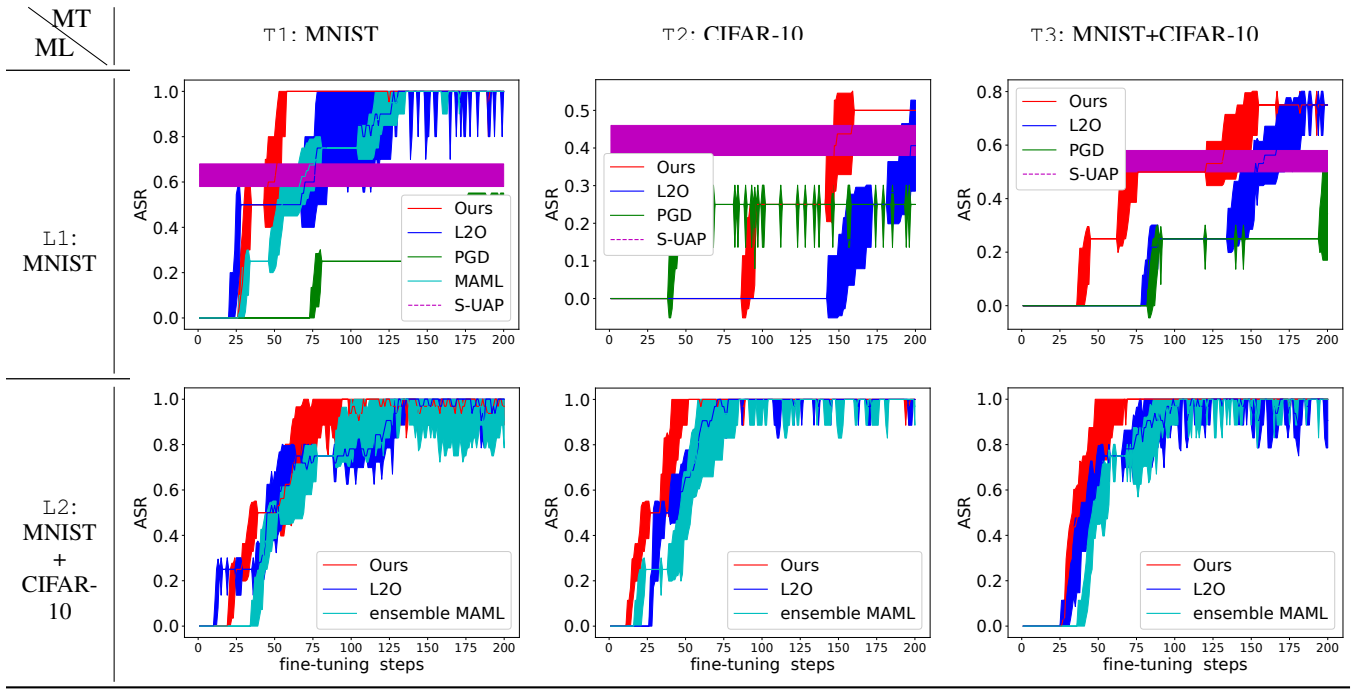 MT
ML
T1: MNIST
T2: CIFAR-10
T3: MNIST+CIFAR-10
L1:
MNIST
ASR
1.0
0.8
0.6
0.4
0.2
0.0
Ours
L2O
PGD
MAML
S-UAP
0 25 50 75 100 125 150 175 200
ASR
0.5
0.4
0.3
0.2
0.1
0.0
Ours
L2O
PGD
S-UAP
0 25 50 75 100 125 150 175 200
ASR
0.8
0.6
0.4
0.2
0.0
Ours
L2O
PGD
S-UAP
0 25 50 75 100 125 150 175 200
L2:
MNIST
+
CIFAR-
10
ASR
1.0
0.8
0.6
0.4
0.2
0.0
Ours
L2O
ensemble MAML
0 25 50 75 100 125 150 175 200
fine-tuning steps
ASR
1.0
0.8
0.6
0.4
0.2
0.0
Ours
L2O
ensemble MAML
0 25 50 75 100 125 150 175 200
fine-tuning steps
ASR
1.0
0.8
0.6
0.4
0.2
0.0
Ours
L2O
ensemble MAML
0 25 50 75 100 125 150 175 200
fine-tuning steps